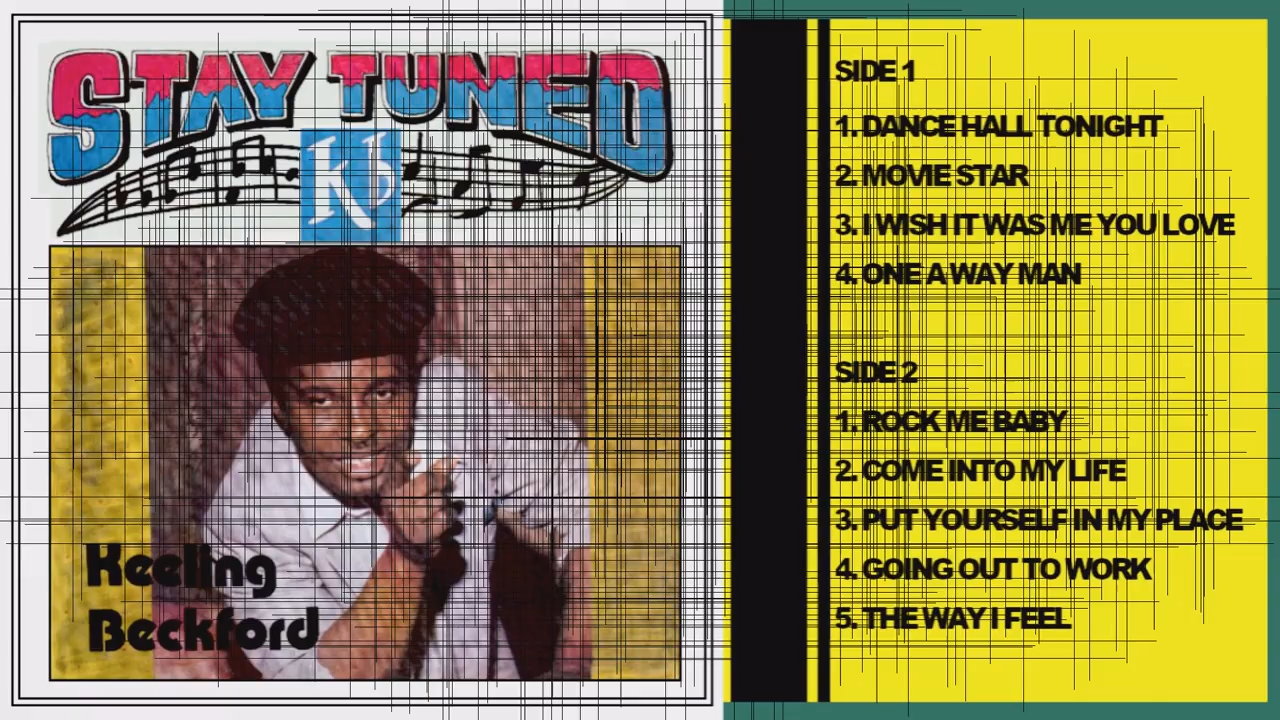 STAY TUNED
KB
Keeling
Beckford
SIDE 1
1. DANCE HALL TONIGHT
2. MOVIE STAR
3. I WISH IT WAS ME YOU LOVE
4. ONE A WAY MAN
SIDE 2
1. ROCK ME BABY
2. COME INTO MY LIFE
3. PUT YOURSELF IN MY PLACE
4. GOING OUT TO WORK
5. THE WAY I FEEL